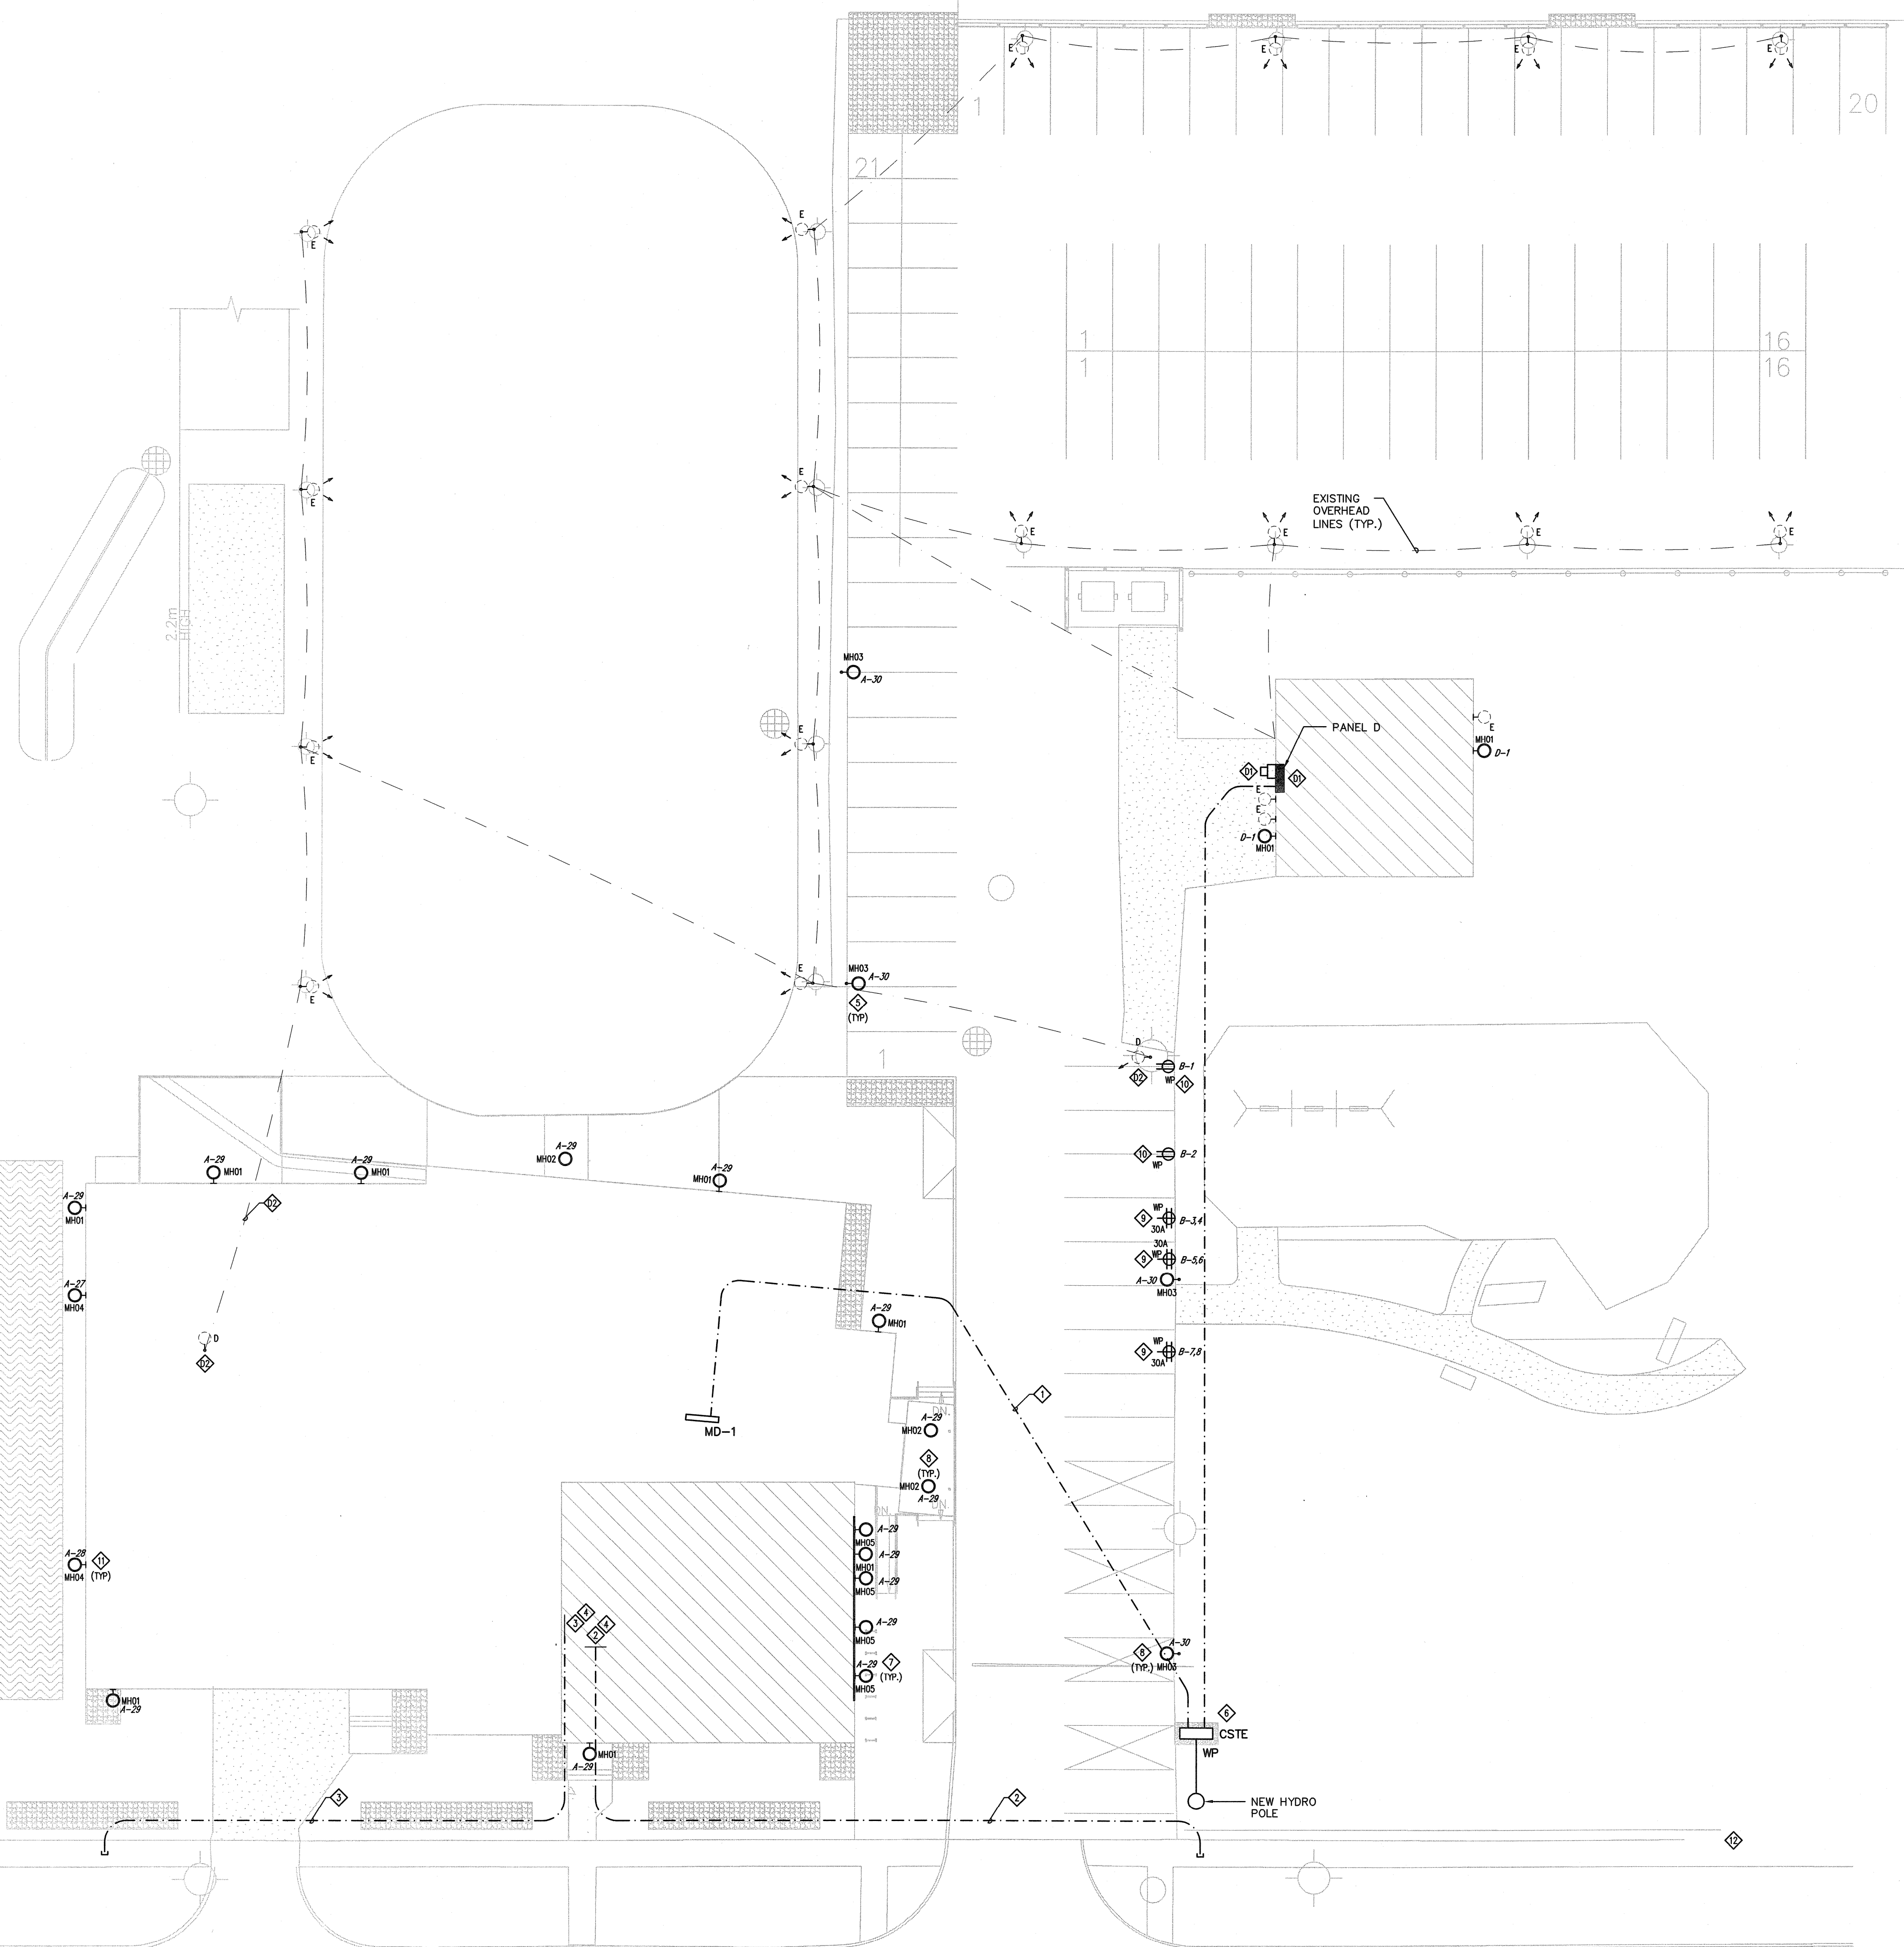 E
E
E
E
1
20
21
E
E
1
16
1
16
E
E
EXISTING
OVERHEAD
LINES (TYP.)
E
E
E
E
2.2m
HIGH
MH03
A-30
E
PANEL D
E
E
MH01
D-1
D1
D1
E
E
D-1
MH01
E
MH03
A-30
E
5
(TYP)
1
D
D2
B-1
WP
10
A-29
MH01
A-29
MH01
A-29
MH02
A-29
MH01
10
B-2
WP
A-29
MH01
D2
WP
9
B-3,4
30A
30A
WP
9
B-5,6
A-30
MH03
A-27
MH04
A-29
MH01
D
D2
WP
9
B-7,8
30A
1
MD-1
DN.
A-29
MH02
8
(TYP.)
MH02
A-29
DN.
DN.
A-29
MH05
A-29
MH01
A-29
MH05
A-28
MH04
11
(TYP)
3
4
2
4
A-29
MH05
A-29
7
(TYP.)
MH05
A-30
8
(TYP.)
MH03
MH01
A-29
6
CSTE
WP
MH01
A-29
3
2
NEW HYDRO
POLE
12